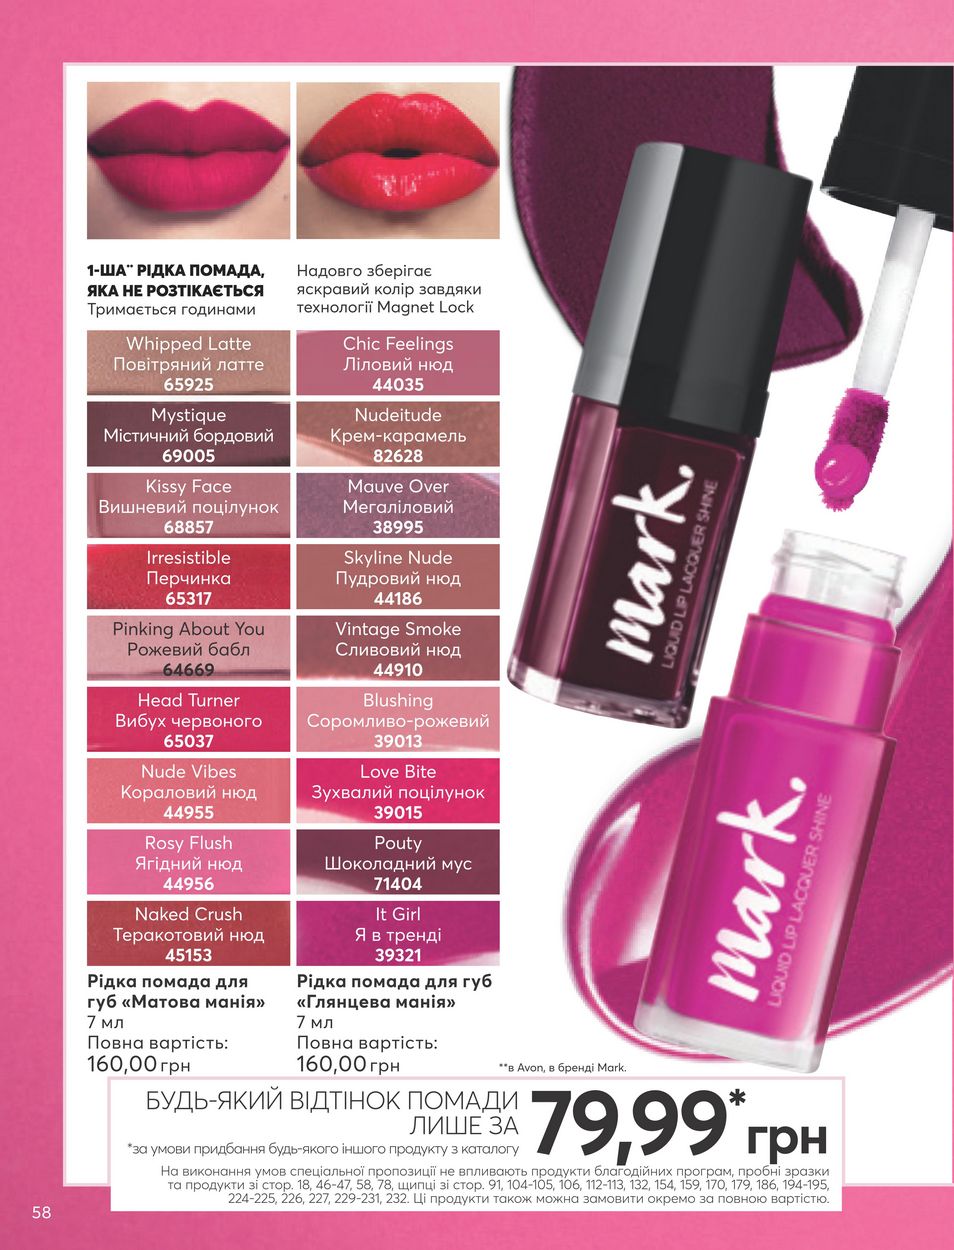 1-ША** РІДКА ПОМАДА,
ЯКА НЕ РОЗТІКАЄТЬСЯ
Тримається годинами
Whipped Latte
Повітряний латте
65925
Mystique
Містичний бордовий
69005
Kissy Face
Вишневий поцілунок
68857
Irresistible
Перчинка
65317
Pinking About You
Рожевий бабл
64669
Head Turner
Вибух червоного
65037
Nude Vibes
Кораловий нюд
44955
Rosy Flush
Ягідний нюд
44956
Naked Crush
Теракотовий нюд
45153
Рідка помада для
губ «Матова манія»
7 мл
Повна вартість:
160,00 грн
Надовго зберігає
яскравий колір завдяки
технології Magnet Lock
Chic Feelings
Ліловий нюд
44035
Nudeitude
Крем-карамель
82628
Mauve Over
Мегаліловий
38995
Skyline Nude
Пудровий нюд
44186
Vintage Smoke
Сливовий нюд
44910
Blushing
Соромливо-рожевий
39013
Love Bite
Зухвалий поцілунок
39015
Pouty
Шоколадний мус
71404
It Girl
Я в тренді
39321
Рідка помада для губ
«Глянцева манія»
7 мл
Повна вартість:
160,00 грн
mark.
LIQUID LIP LACQUER SHINE
mark.
LIQUID LIP LACQUER SHINE
**в Avon, в бренді Mark.
БУДЬ-ЯКИЙ ВІДТІНОК ПОМАДИ
ЛИШЕ ЗА
79,99* грн
*за умови придбання будь-якого іншого продукту з каталогу
На виконання умов спеціальної пропозиції не впливають продукти благодійних програм, пробні зразки
та продукти зі стор. 18, 46-47, 58, 78, щипці зі стор. 91, 104-105, 106, 112-113, 132, 154, 159, 170, 179, 186, 194-195,
224-225, 226, 227, 229-231, 232. Ці продукти також можна замовити окремо за повною вартістю.
58